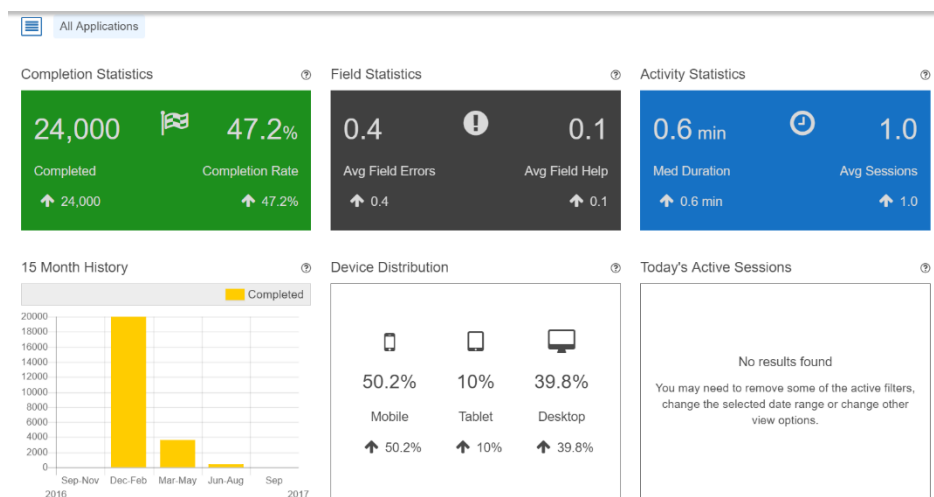 All Applications
Completion Statistics
24,000
47.2%
Completed
Completion Rate
24,000
47.2%
Field Statistics
0.4
0.1
Avg Field Errors
Avg Field Help
0.4
0.1
Activity Statistics
0.6 min
1.0
Med Duration
Avg Sessions
0.6 min
1.0
15 Month History
Completed
20000
18000
16000
14000
12000
10000
8000
6000
4000
2000
0
Sep-Nov Dec-Feb Mar-May Jun-Aug Sep
2016 2017
Device Distribution
50.2% 10% 39.8%
Mobile Tablet Desktop
50.2% 10% 39.8%
Today's Active Sessions
No results found
You may need to remove some of the active filters,
change the selected date range or change other
view options.